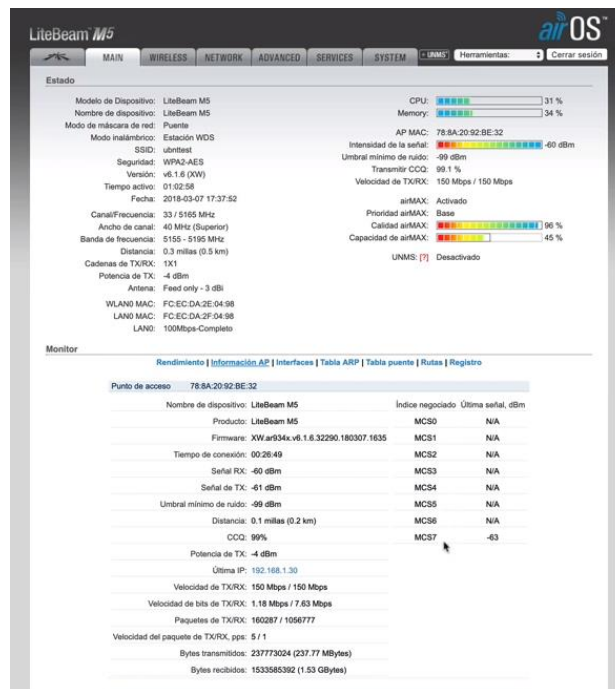 LiteBeam M5
airOS
MAIN WIRELESS NETWORK ADVANCED SERVICES SYSTEM + UNMS Herramientas: Cerrar sesión
Estado
Modelo de Dispositivo: LiteBeam M5
Nombre de dispositivo: LiteBeam M5
Modo de máscara de red: Puente
Modo inalámbrico: Estación WDS
SSID: ubnttest
Seguridad: WPA2-AES
Versión: v6.1.6 (XW)
Tiempo activo: 01:02:58
Fecha: 2018-03-07 17:37:52
Canal/Frecuencia: 33 / 5165 MHz
Ancho de canal: 40 MHz (Superior)
Banda de frecuencia: 5155 - 5195 MHz
Distancia: 0.3 millas (0.5 km)
Cadenas de TX/RX: 1X1
Potencia de TX: -4 dBm
Antena: Feed only - 3 dBi
WLAN0 MAC: FC:EC:DA:2E:04:98
LAN0 MAC: FC:EC:DA:2F:04:98
LAN0: 100Mbps-Completo
CPU: 31 %
Memory: 34 %
AP MAC: 78:8A:20:92:BE:32
Intensidad de la señal: -60 dBm
Umbral mínimo de ruido: -99 dBm
Transmitir CCQ: 99.1 %
Velocidad de TX/RX: 150 Mbps / 150 Mbps
airMAX: Activado
Prioridad airMAX: Base
Calidad airMAX: 96 %
Capacidad de airMAX: 45 %
UNMS: [?] Desactivado
Monitor
Rendimiento | Información AP | Interfaces | Tabla ARP | Tabla puente | Rutas | Registro
Punto de acceso 78:8A:20:92:BE:32
Nombre de dispositivo: LiteBeam M5 Índice negociado Última señal, dBm
Producto: LiteBeam M5 MCS0 N/A
Firmware: XW.ar934x.v6.1.6.32290.180307.1635 MCS1 N/A
Tiempo de conexión: 00:26:49 MCS2 N/A
Señal RX: -60 dBm MCS3 N/A
Señal de TX: -61 dBm MCS4 N/A
Umbral mínimo de ruido: -99 dBm MCS5 N/A
Distancia: 0.1 millas (0.2 km) MCS6 N/A
CCQ: 99% MCS7 -63
Potencia de TX: -4 dBm
Última IP: 192.168.1.30
Velocidad de TX/RX: 150 Mbps / 150 Mbps
Velocidad de bits de TX/RX: 1.18 Mbps / 7.63 Mbps
Paquetes de TX/RX: 160287 / 1056777
Velocidad del paquete de TX/RX, pps: 5 / 1
Bytes transmitidos: 237773024 (237.77 MBytes)
Bytes recibidos: 1533585392 (1.53 GBytes)